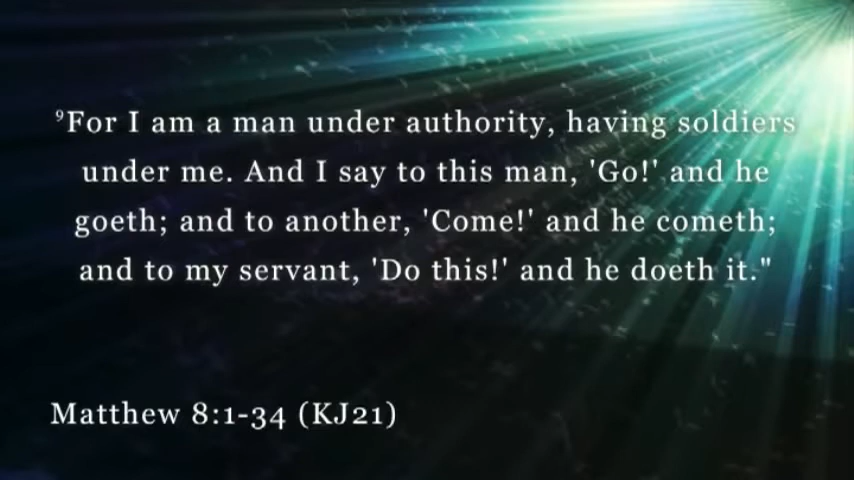 ⁹For I am a man under authority, having soldiers
under me. And I say to this man, 'Go!' and he
goeth; and to another, 'Come!' and he cometh;
and to my servant, 'Do this!' and he doeth it."
Matthew 8:1-34 (KJ21)